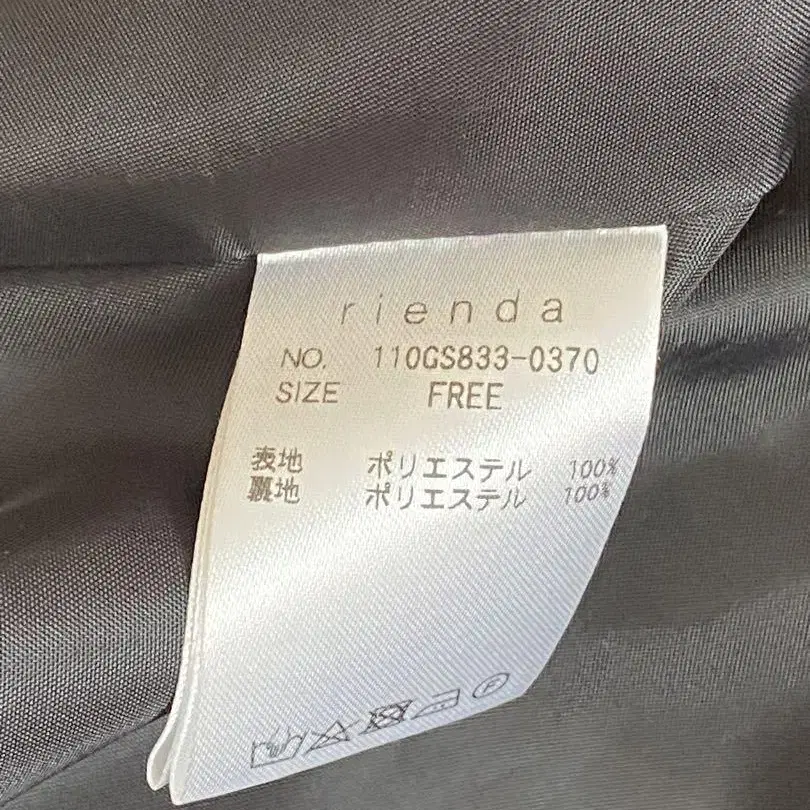 rienda
NO. 110GS833-0370
SIZE FREE
表地 ポリエステル 100%
裏地 ポリエステル 100%
F